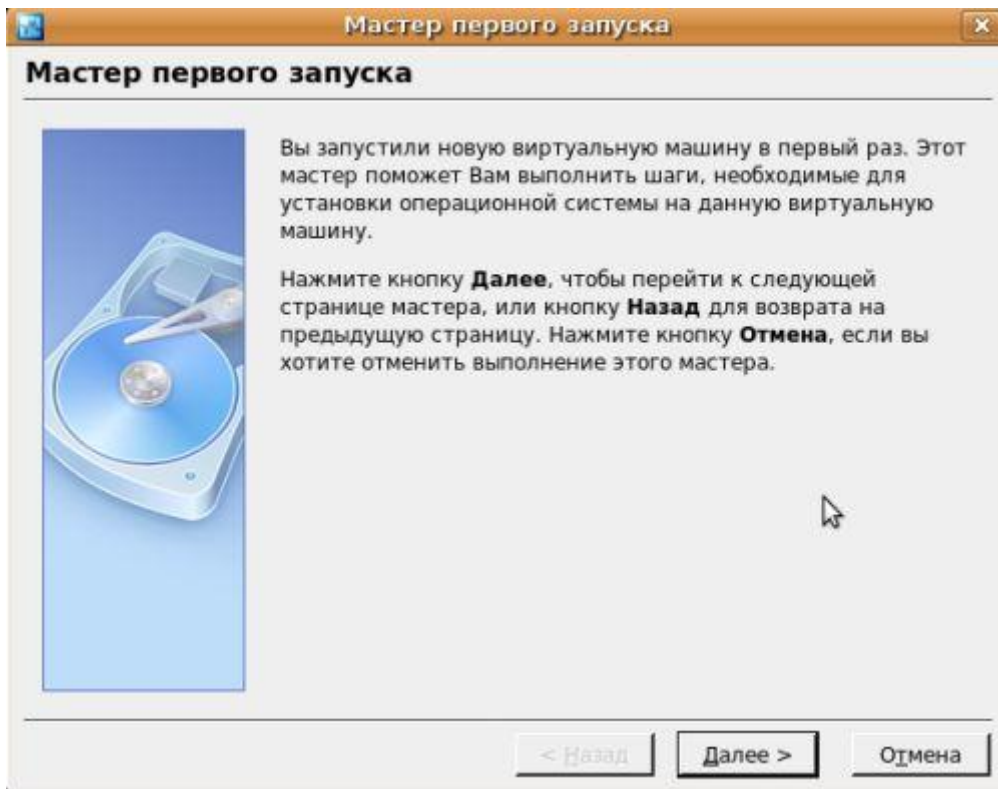 Мастер первого запуска
Мастер первого запуска
Вы запустили новую виртуальную машину в первый раз. Этот
мастер поможет Вам выполнить шаги, необходимые для
установки операционной системы на данную виртуальную
машину.
Нажмите кнопку Далее, чтобы перейти к следующей
странице мастера, или кнопку Назад для возврата на
предыдущую страницу. Нажмите кнопку Отмена, если вы
хотите отменить выполнение этого мастера.
< Назад
Далее >
Отмена